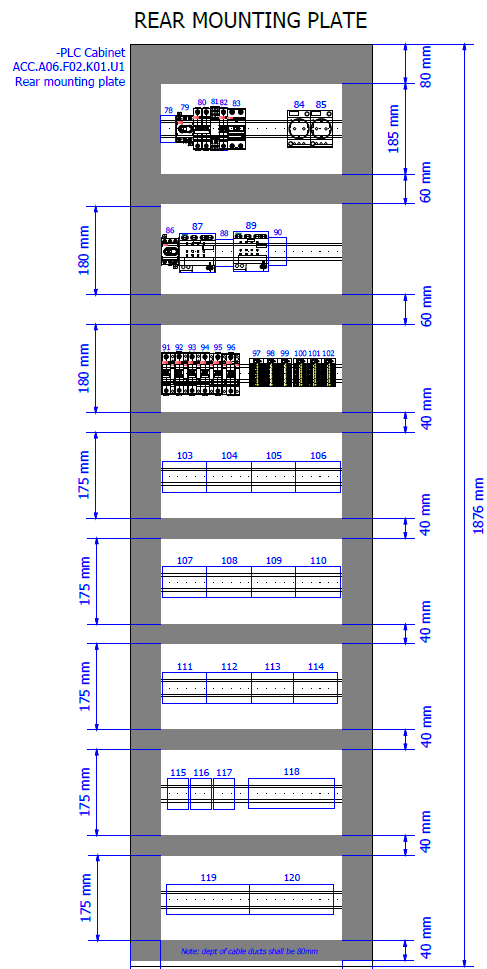 REAR MOUNTING PLATE
-PLC Cabinet
ACC.A06.F02.K01.U1
Rear mounting plate
80 mm
78 79 80 81 82 83 84 85
185 mm
60 mm
180 mm
86 87 88 89 90
60 mm
180 mm
91 92 93 94 95 96 97 98 99 100 101 102
40 mm
175 mm
103 104 105 106
1876 mm
40 mm
175 mm
107 108 109 110
40 mm
175 mm
111 112 113 114
40 mm
175 mm
115 116 117 118
40 mm
175 mm
119 120
40 mm
Note: dept of cable ducts shall be 80mm